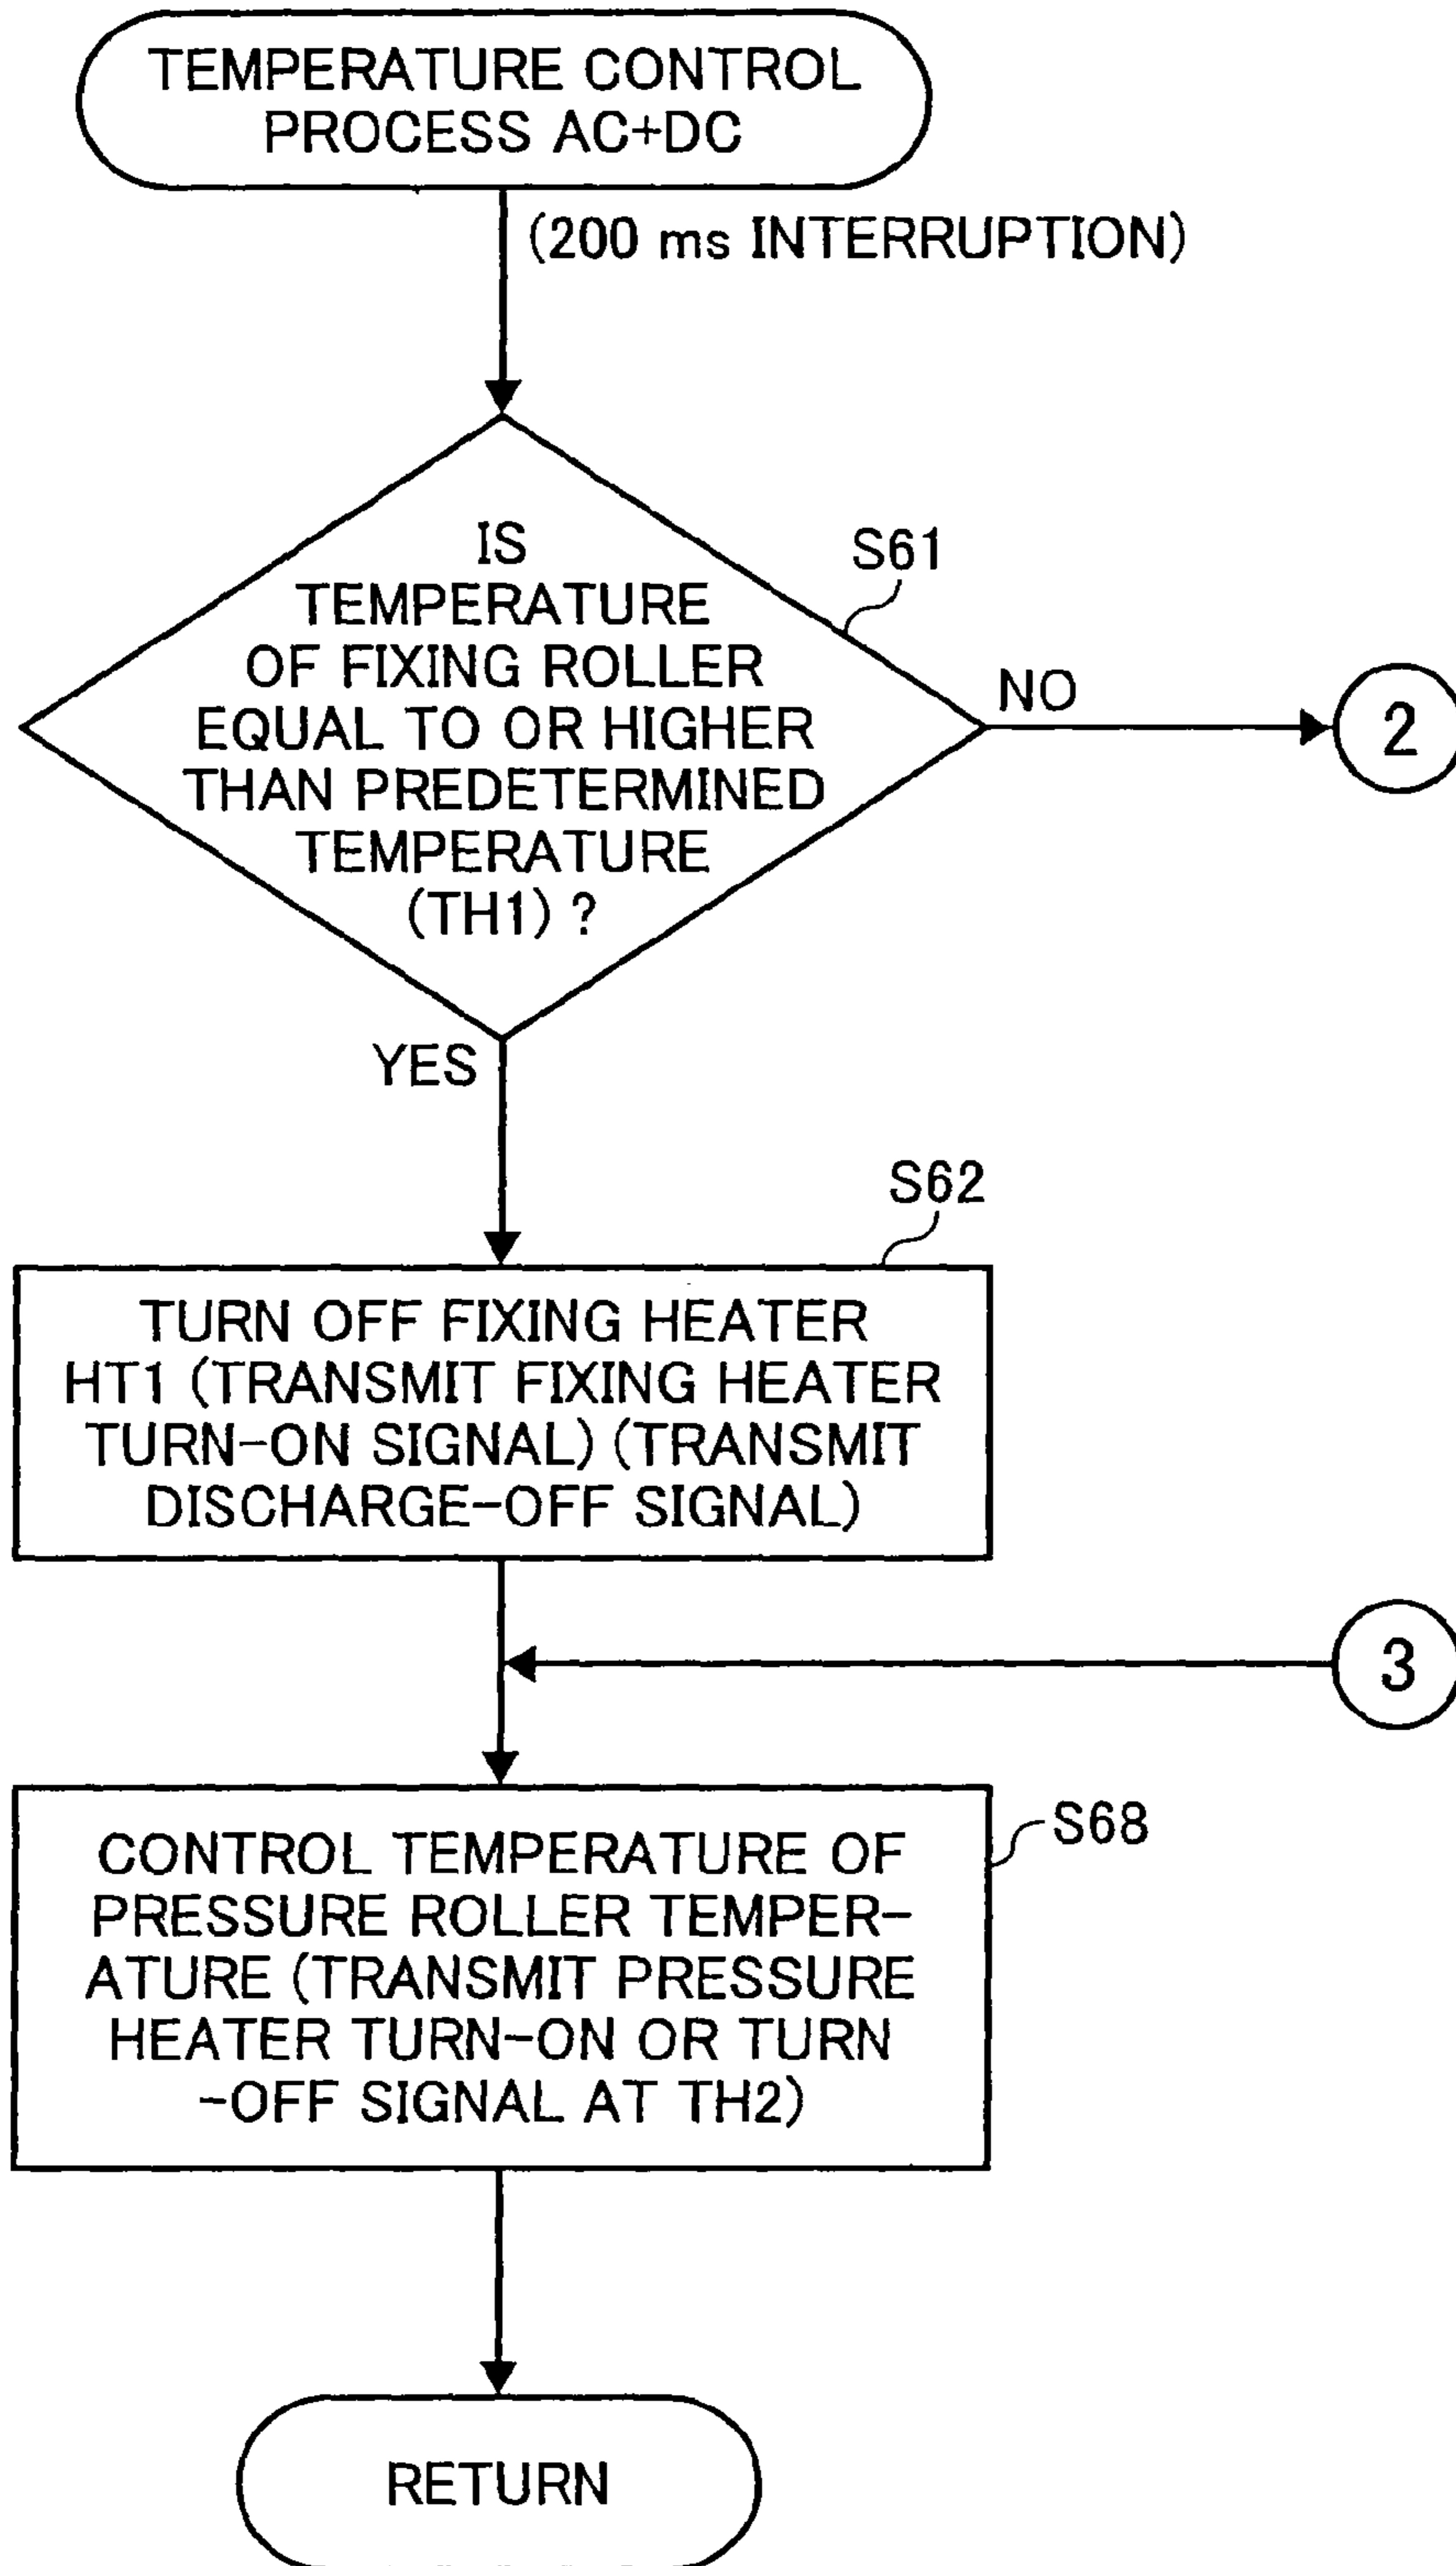 TEMPERATURE CONTROL
PROCESS AC+DC
(200 ms INTERRUPTION)
IS
TEMPERATURE
OF FIXING ROLLER
EQUAL TO OR HIGHER
THAN PREDETERMINED
TEMPERATURE
(TH1) ?
S61
NO
2
YES
S62
TURN OFF FIXING HEATER
HT1 (TRANSMIT FIXING HEATER
TURN-ON SIGNAL) (TRANSMIT
DISCHARGE-OFF SIGNAL)
3
S68
CONTROL TEMPERATURE OF
PRESSURE ROLLER TEMPER-
ATURE (TRANSMIT PRESSURE
HEATER TURN-ON OR TURN
-OFF SIGNAL AT TH2)
RETURN